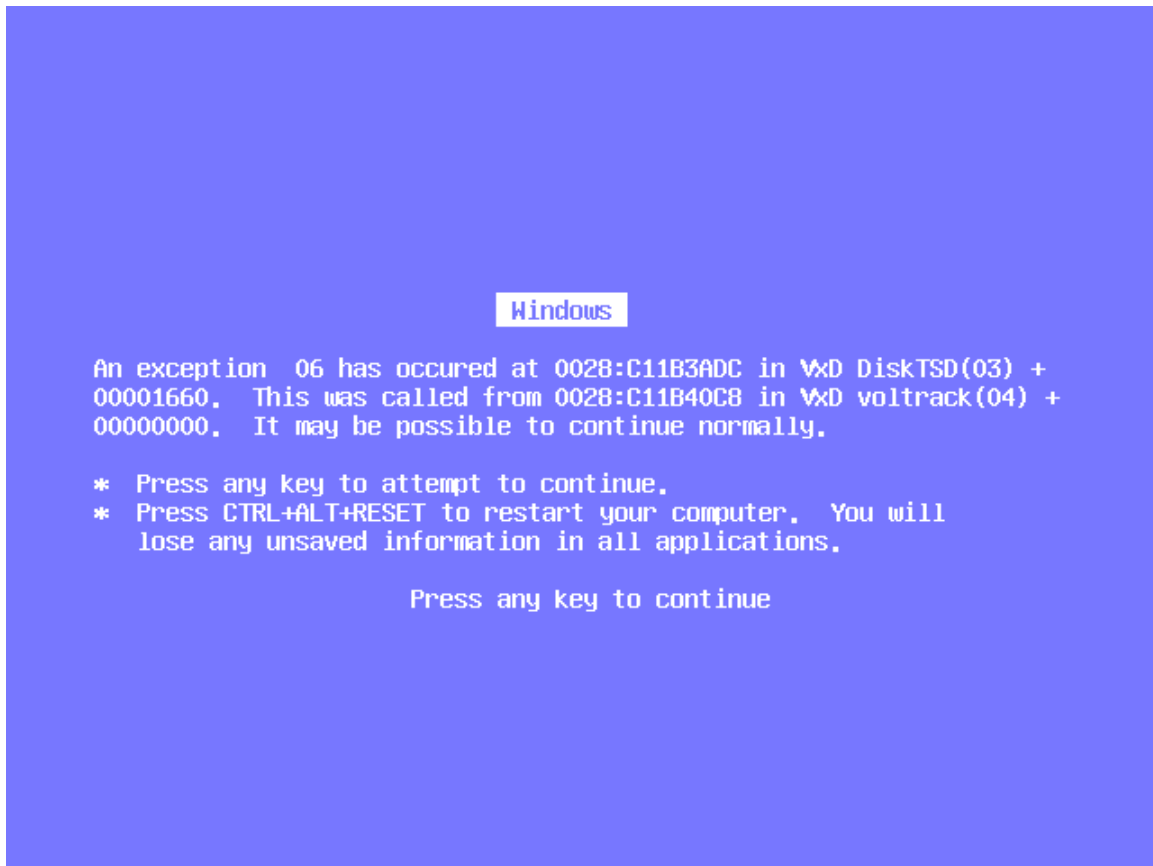 Windows
An exception  06 has occured at 0028:C11B3ADC in VxD DiskTSD(03) +
00001660.  This was called from 0028:C11B40C8 in VxD voltrack(04) +
00000000.  It may be possible to continue normally.
*  Press any key to attempt to continue.
*  Press CTRL+ALT+RESET to restart your computer.  You will
lose any unsaved information in all applications.
Press any key to continue